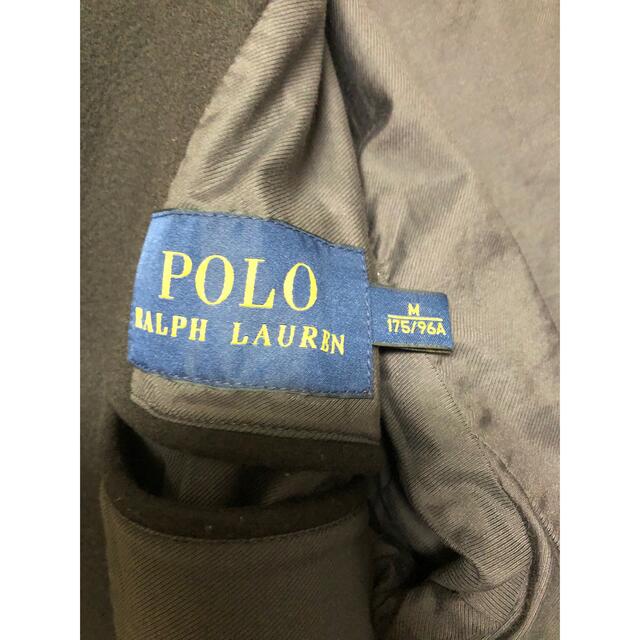 POLO
RALPH LAUREN
M
175/96A